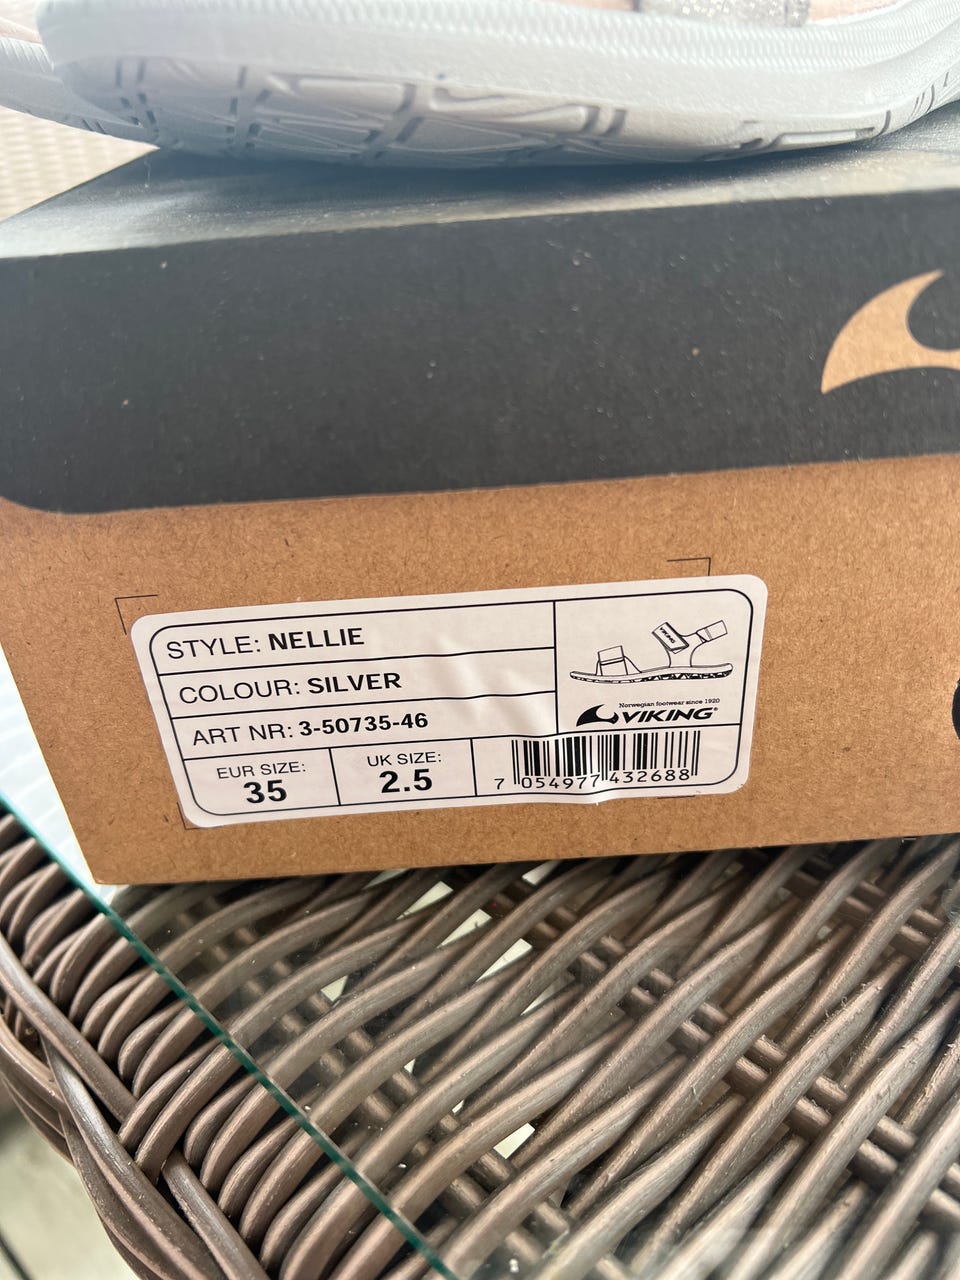 STYLE: NELLIE
COLOUR: SILVER
ART NR: 3-50735-46
EUR SIZE:
35
UK SIZE:
2.5
VIKING
Norwegian footwear since 1920
VIKING®
7 054977 432688